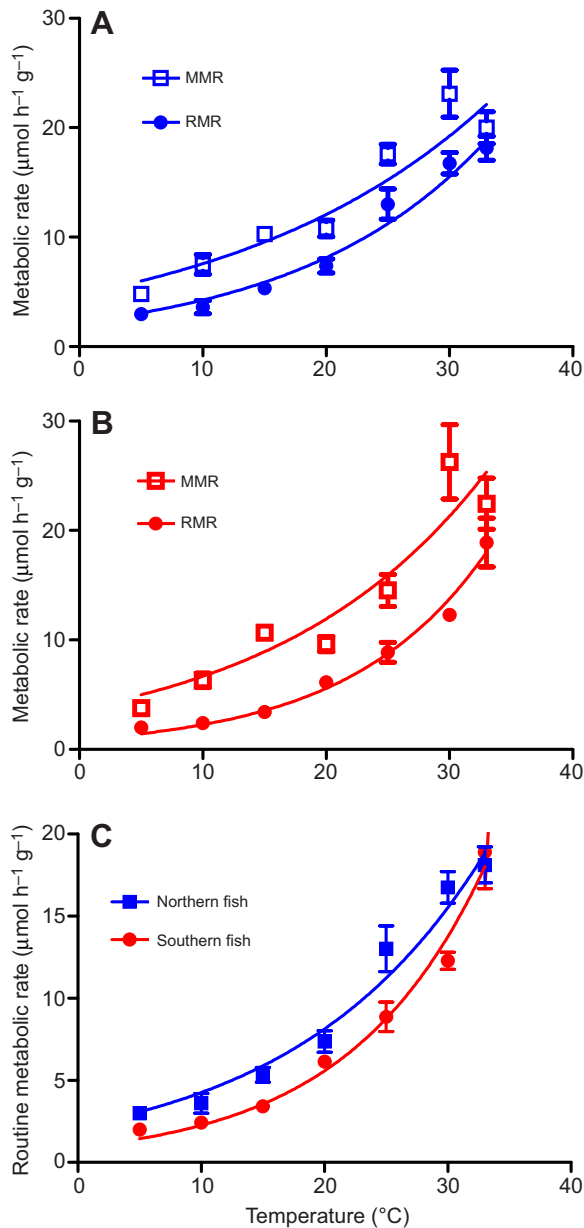 A
30
MMR
RMR
20
10
0
Metabolic rate (μmol h⁻¹ g⁻¹)
0 10 20 30 40
B
30
MMR
RMR
20
10
0
Metabolic rate (μmol h⁻¹ g⁻¹)
0 10 20 30 40
C
20
Northern fish
15
Southern fish
10
5
0
Routine metabolic rate (μmol h⁻¹ g⁻¹)
0 10 20 30 40
Temperature (°C)